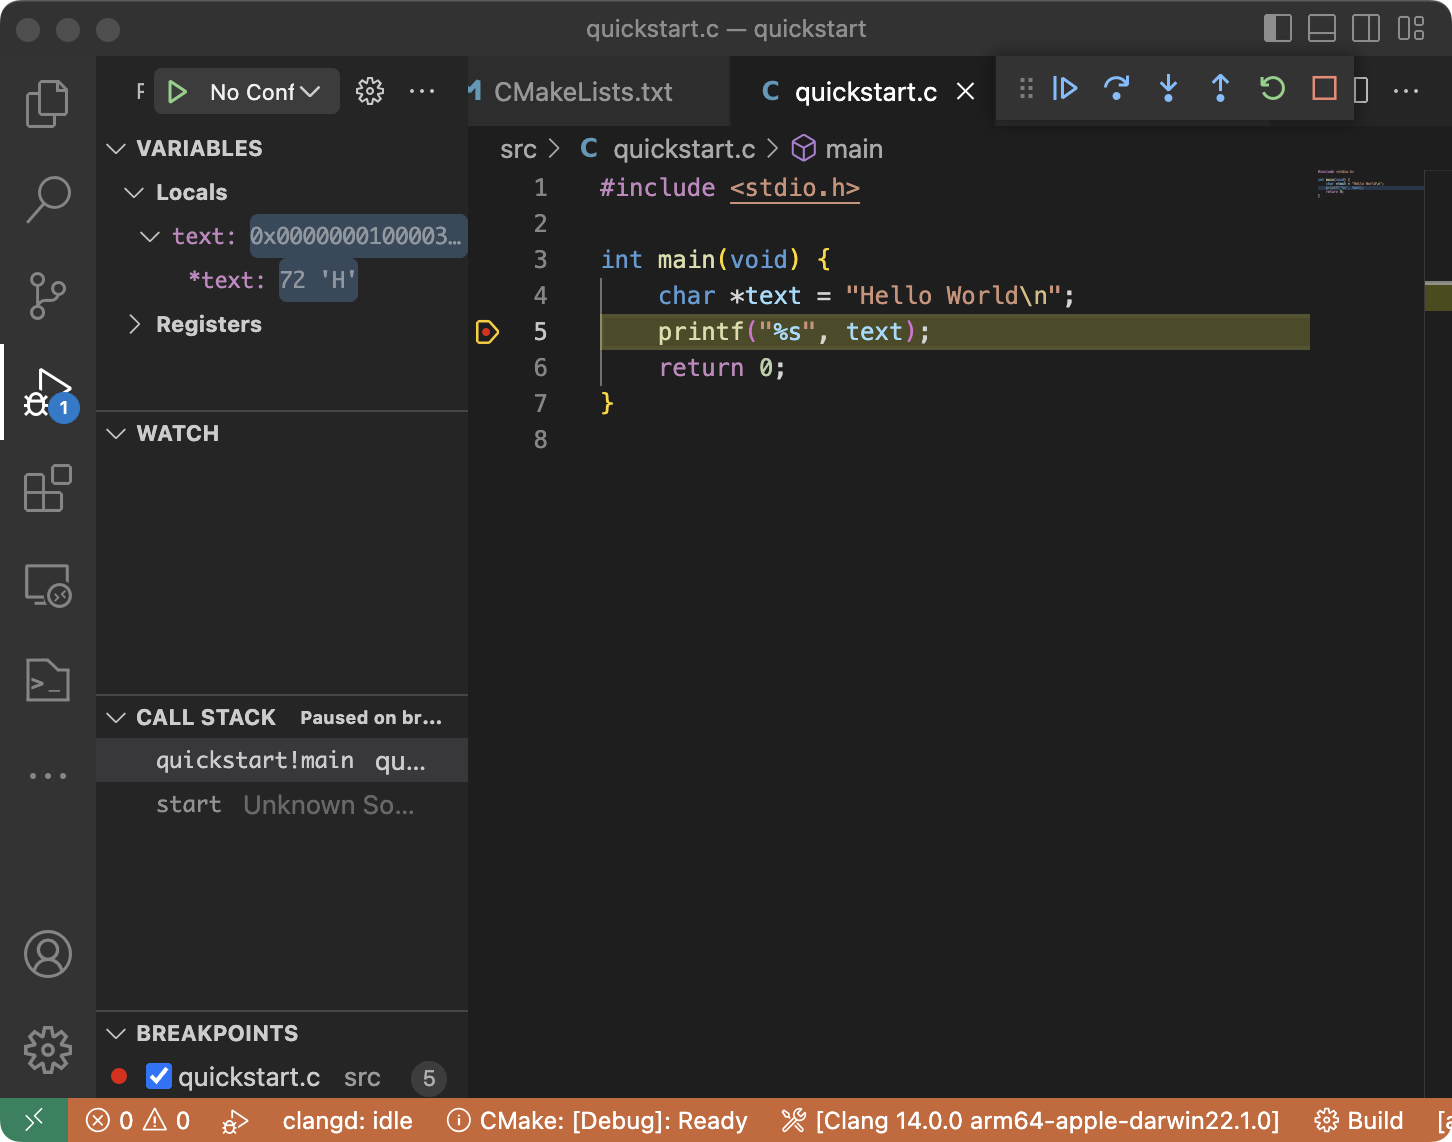 quickstart.c — quickstart
No Conf
CMakeLists.txt
C quickstart.c
src > C quickstart.c > main
VARIABLES
Locals
text: 0x0000000100003…
*text: 72 'H'
Registers
WATCH
CALL STACK Paused on br…
quickstart!main qu…
start Unknown So…
BREAKPOINTS
quickstart.c src 5
1
1 #include <stdio.h>
2
3 int main(void) {
4 char *text = "Hello World\n";
5 printf("%s", text);
6 return 0;
7 }
8
0 0 clangd: idle CMake: [Debug]: Ready [Clang 14.0.0 arm64-apple-darwin22.1.0] Build